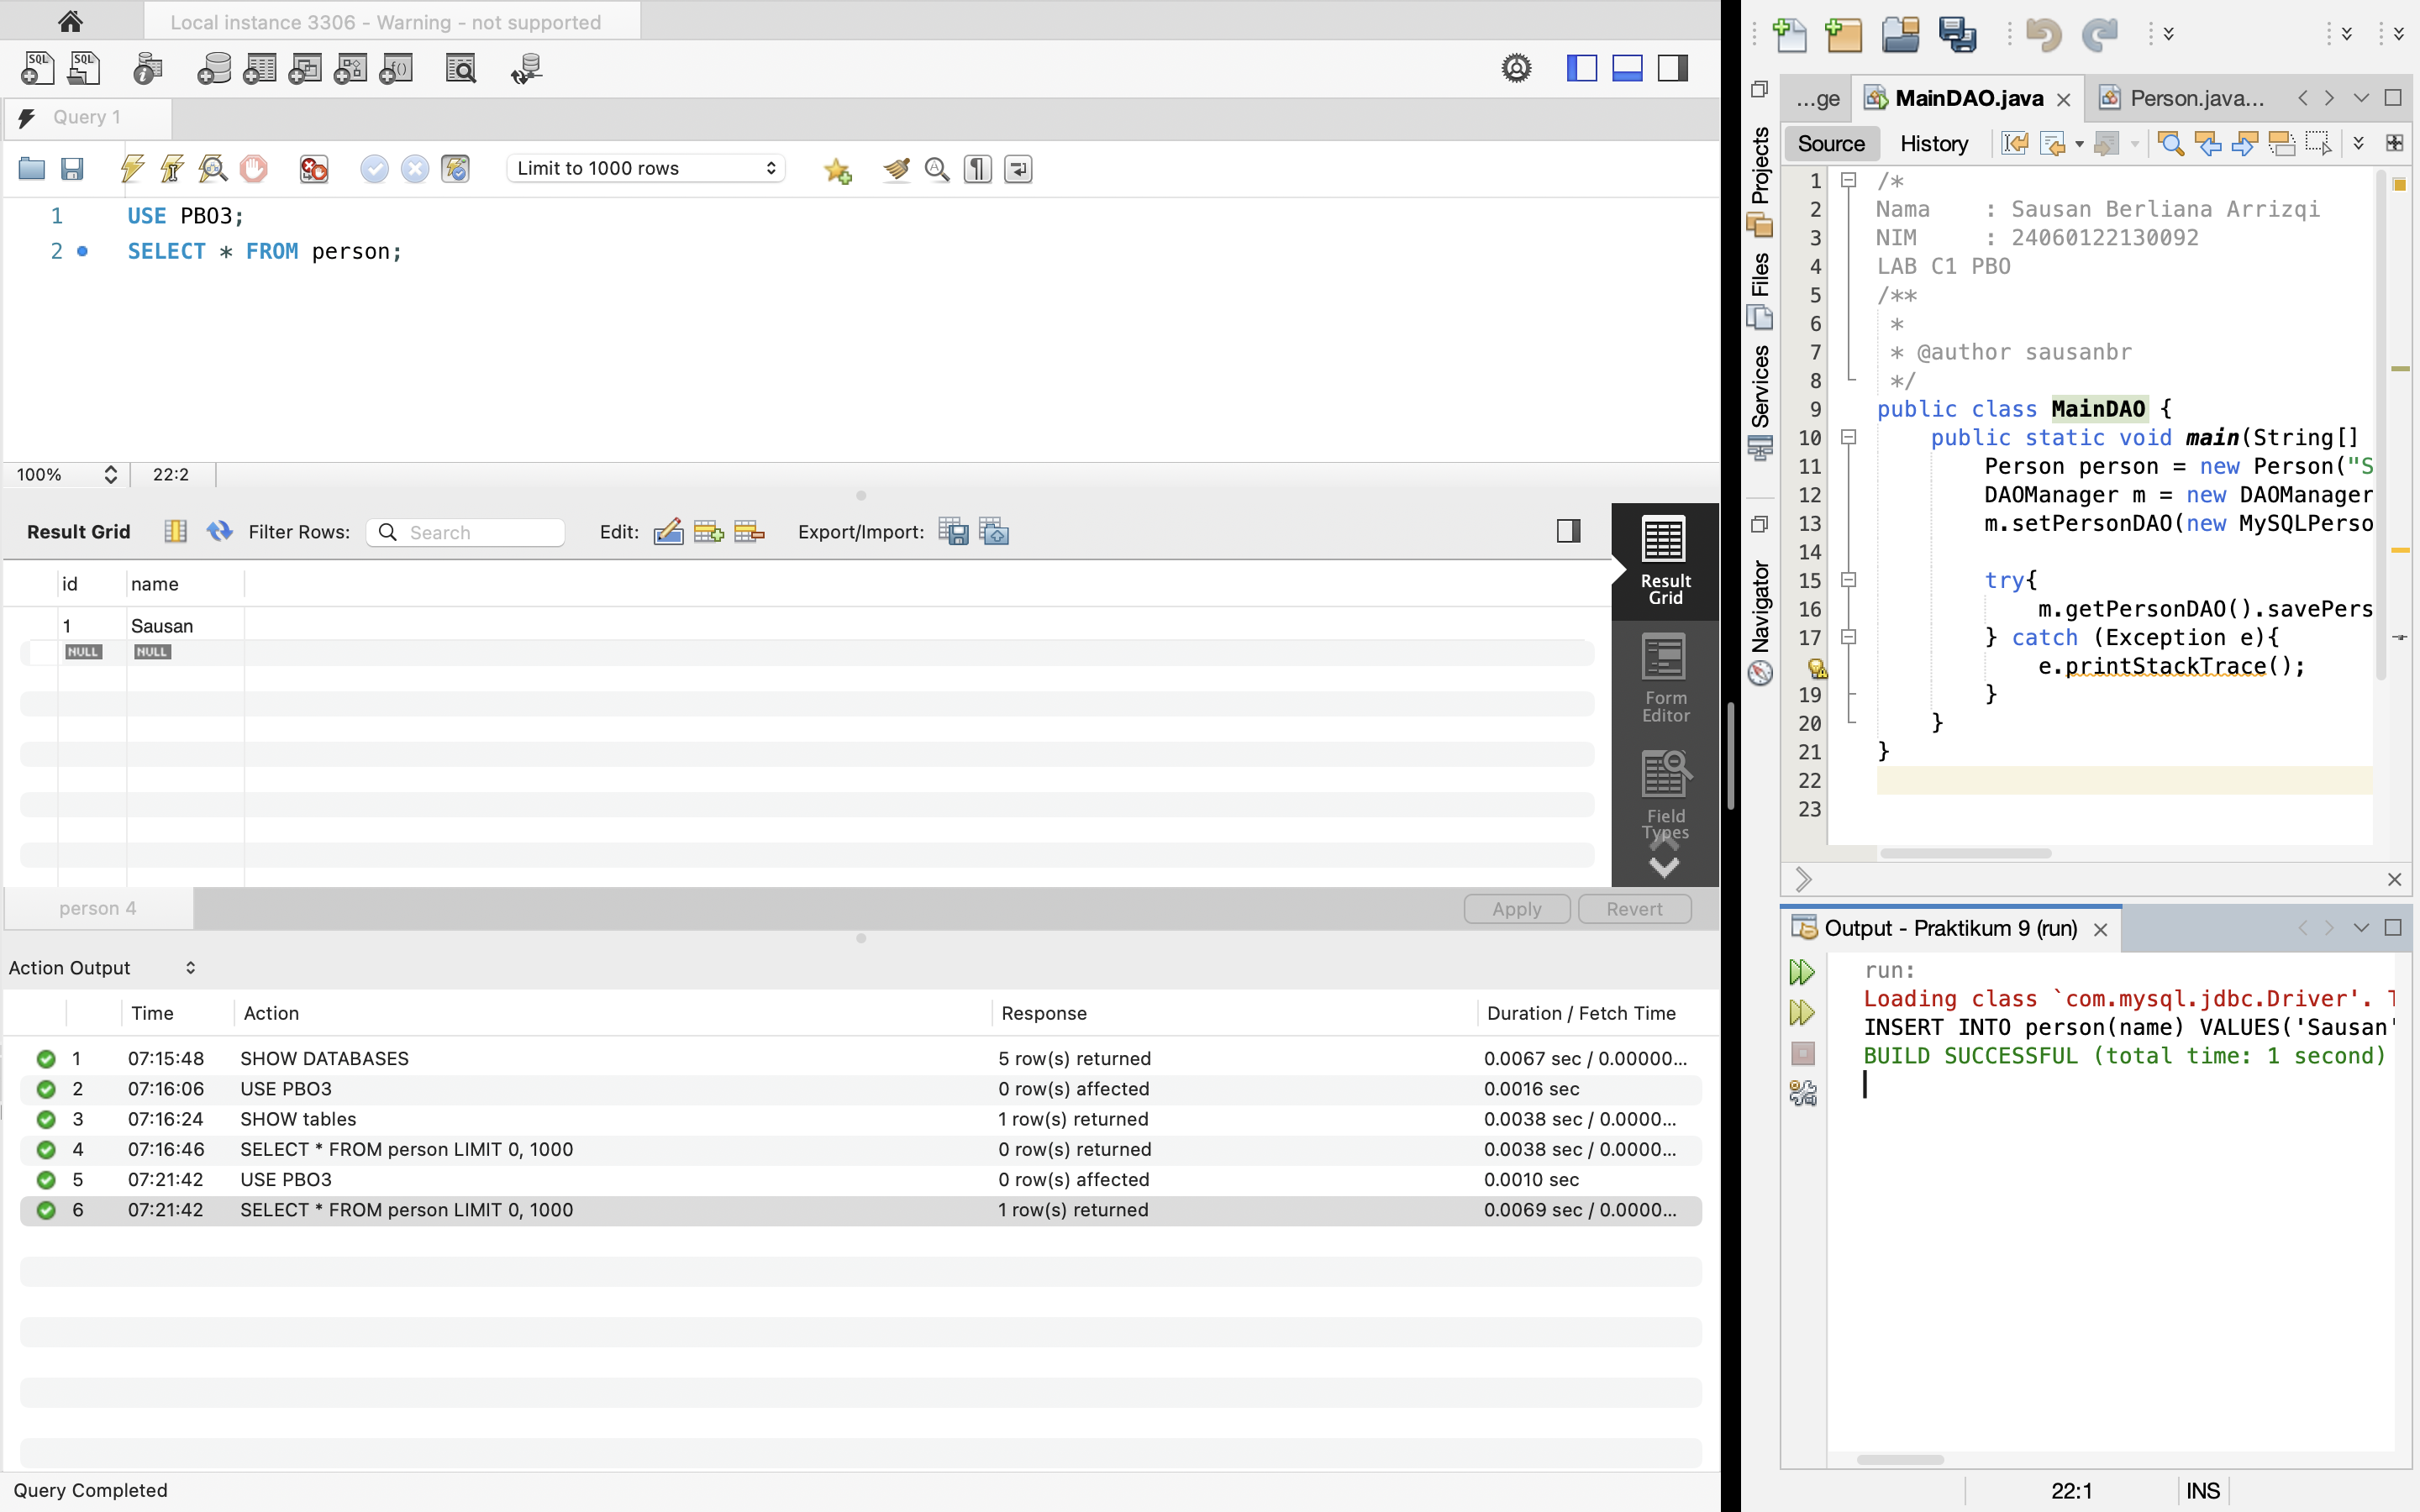 Local instance 3306 - Warning - not supported
SQL SQL
Query 1
Limit to 1000 rows
1 USE PBO3;
2 SELECT * FROM person;
100% 22:2
Result Grid Filter Rows: Search Edit: Export/Import:
Result Grid
Form Editor
Field Types
id name
1 Sausan
NULL NULL
person 4 Apply Revert
Action Output
Time Action Response Duration / Fetch Time
1 07:15:48 SHOW DATABASES 5 row(s) returned 0.0067 sec / 0.00000...
2 07:16:06 USE PBO3 0 row(s) affected 0.0016 sec
3 07:16:24 SHOW tables 1 row(s) returned 0.0038 sec / 0.0000...
4 07:16:46 SELECT * FROM person LIMIT 0, 1000 0 row(s) returned 0.0038 sec / 0.0000...
5 07:21:42 USE PBO3 0 row(s) affected 0.0010 sec
6 07:21:42 SELECT * FROM person LIMIT 0, 1000 1 row(s) returned 0.0069 sec / 0.0000...
Query Completed
...ge MainDAO.java Person.java...
Source History
Projects
Files
Services
Navigator
1 /*
2 Nama : Sausan Berliana Arrizqi
3 NIM : 24060122130092
4 LAB C1 PBO
5 /**
6 *
7 * @author sausanbr
8 */
9 public class MainDAO {
10 public static void main(String[]
11 Person person = new Person("S
12 DAOManager m = new DAOManager
13 m.setPersonDAO(new MySQLPerso
14
15 try{
16 m.getPersonDAO().savePers
17 } catch (Exception e){
e.printStackTrace();
19 }
20 }
21 }
22
23
Output - Praktikum 9 (run)
run:
Loading class `com.mysql.jdbc.Driver'. T
INSERT INTO person(name) VALUES('Sausan'
BUILD SUCCESSFUL (total time: 1 second)
22:1 INS